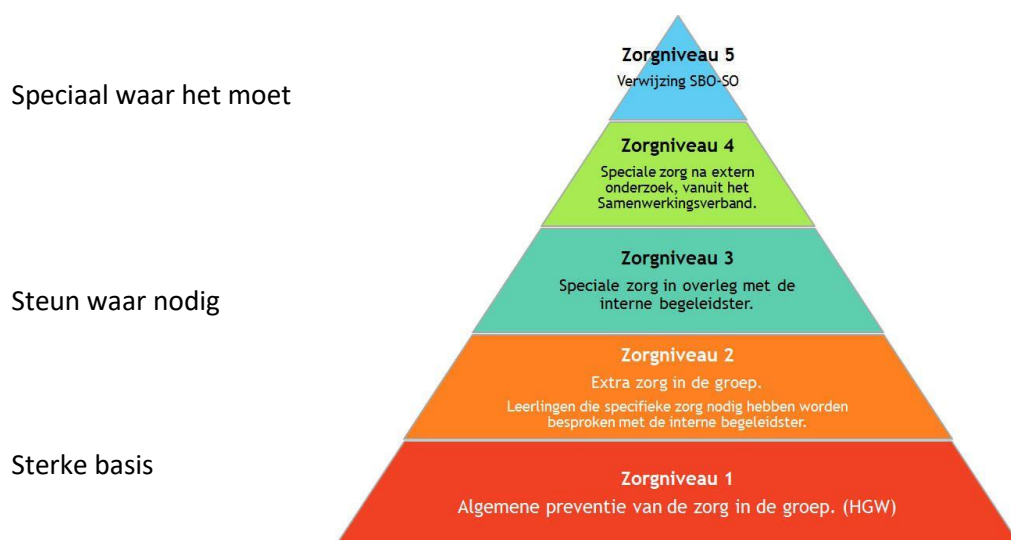 Zorgniveau 5
Verwijzing SBO-SO
Speciaal waar het moet
Zorgniveau 4
Speciale zorg na extern
onderzoek, vanuit het
Samenwerkingsverband.
Zorgniveau 3
Speciale zorg in overleg met de
interne begeleidster.
Steun waar nodig
Zorgniveau 2
Extra zorg in de groep.
Leerlingen die specifieke zorg nodig hebben worden
besproken met de interne begeleidster.
Sterke basis
Zorgniveau 1
Algemene preventie van de zorg in de groep. (HGW)